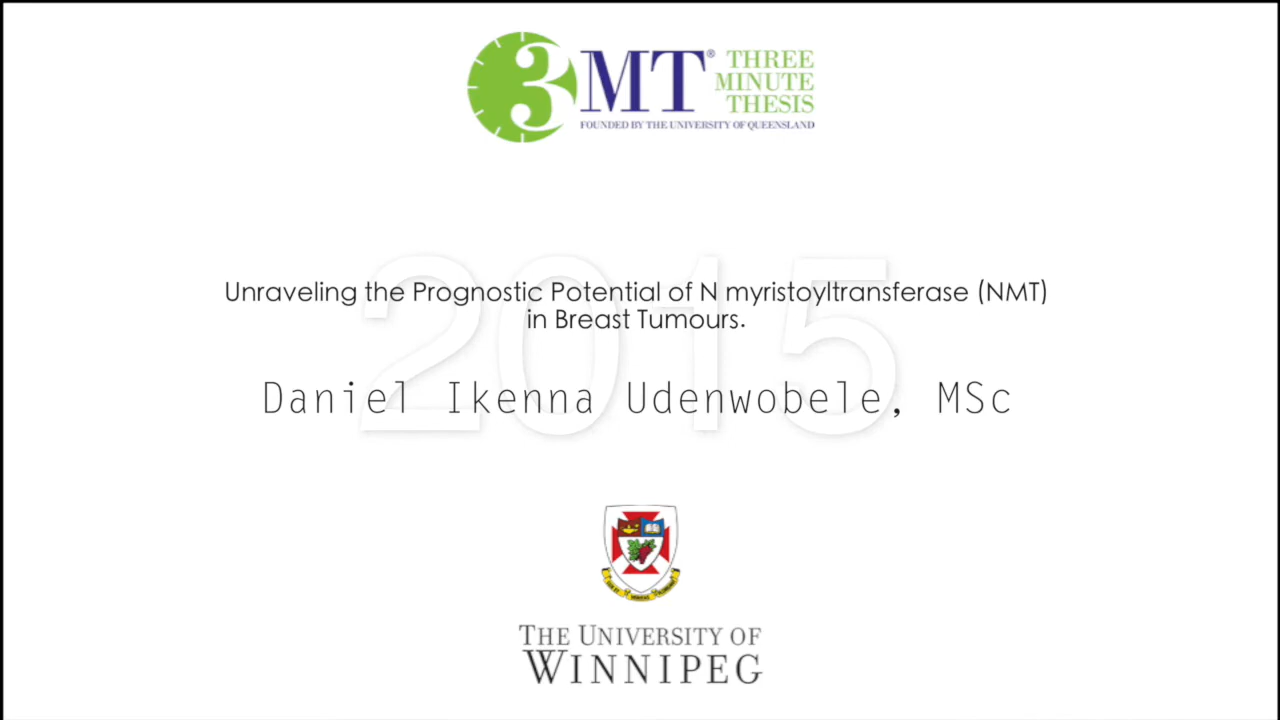 3MT® THREE
MINUTE
THESIS
FOUNDED BY THE UNIVERSITY OF QUEENSLAND
2015
Unraveling the Prognostic Potential of N myristoyltransferase (NMT)
in Breast Tumours.
Daniel Ikenna Udenwobele, MSc
THE UNIVERSITY OF
WINNIPEG